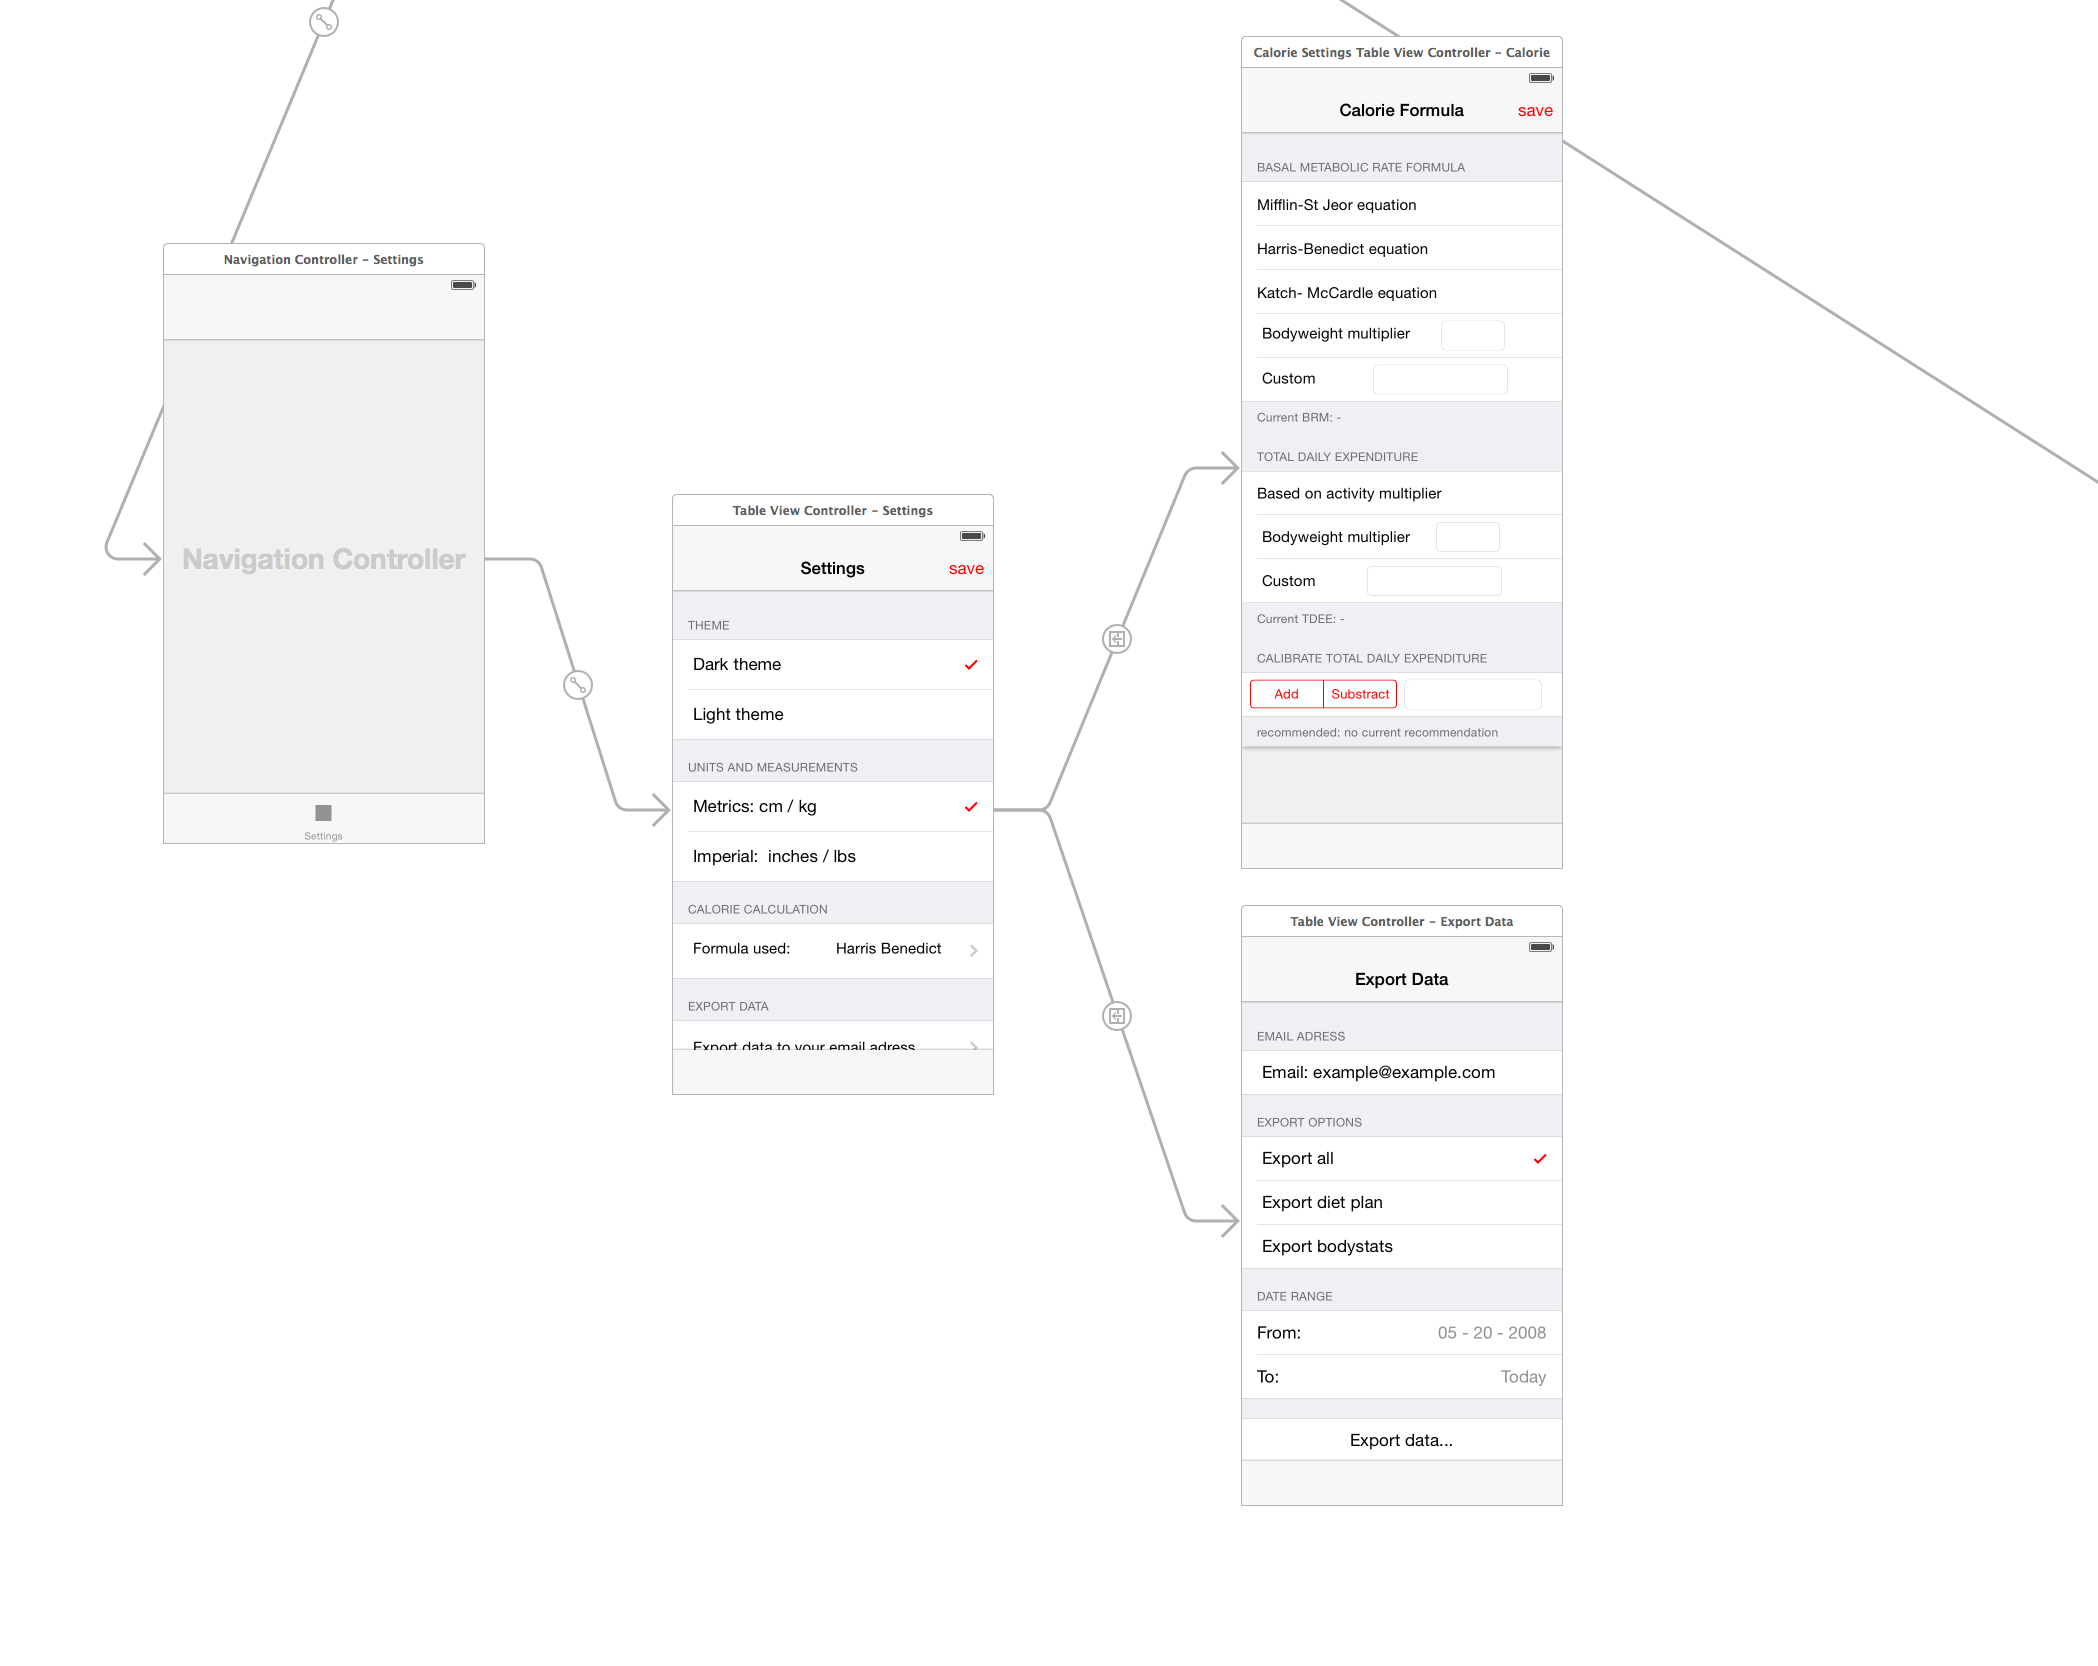 Navigation Controller – Settings
Navigation Controller
Settings
Table View Controller – Settings
Settings save
THEME
Dark theme
Light theme
UNITS AND MEASUREMENTS
Metrics: cm / kg
Imperial:  inches / lbs
CALORIE CALCULATION
Formula used: Harris Benedict
EXPORT DATA
Export data to your email adress
Calorie Settings Table View Controller – Calorie
Calorie Formula save
BASAL METABOLIC RATE FORMULA
Mifflin-St Jeor equation
Harris-Benedict equation
Katch- McCardle equation
Bodyweight multiplier
Custom
Current BRM: -
TOTAL DAILY EXPENDITURE
Based on activity multiplier
Bodyweight multiplier
Custom
Current TDEE: -
CALIBRATE TOTAL DAILY EXPENDITURE
Add Substract
recommended: no current recommendation
Table View Controller – Export Data
Export Data
EMAIL ADRESS
Email: example@example.com
EXPORT OPTIONS
Export all
Export diet plan
Export bodystats
DATE RANGE
From: 05 - 20 - 2008
To: Today
Export data...